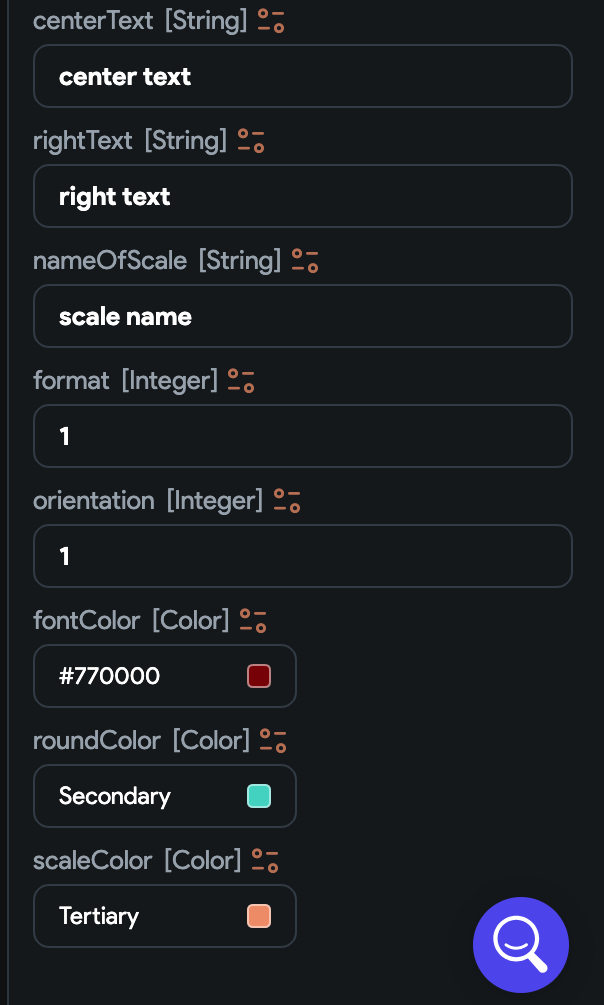 centerText [String]
center text
rightText [String]
right text
nameOfScale [String]
scale name
format [Integer]
1
orientation [Integer]
1
fontColor [Color]
#770000
roundColor [Color]
Secondary
scaleColor [Color]
Tertiary